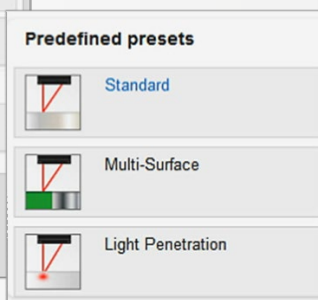 Predefined presets
Standard
Multi-Surface
Light Penetration